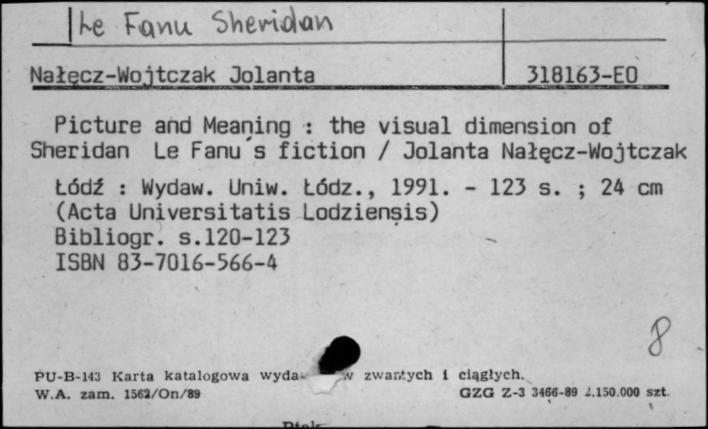 Le Fanu Sheridan
Nałęcz-Wojtczak Jolanta
318163-EO
Picture and Meaning : the visual dimension of
Sheridan Le Fanu's fiction / Jolanta Nałęcz-Wojtczak
Łódź : Wydaw. Uniw. Łódz., 1991. - 123 s. ; 24 cm
(Acta Universitatis Lodziensis)
Bibliogr. s.120-123
ISBN 83-7016-566-4
8
PU-B-143 Karta katalogowa wyda w zwartych i ciągłych.
W.A. zam. 1562/On/89
GZG Z-3 3466-89 2.150.000 szt.